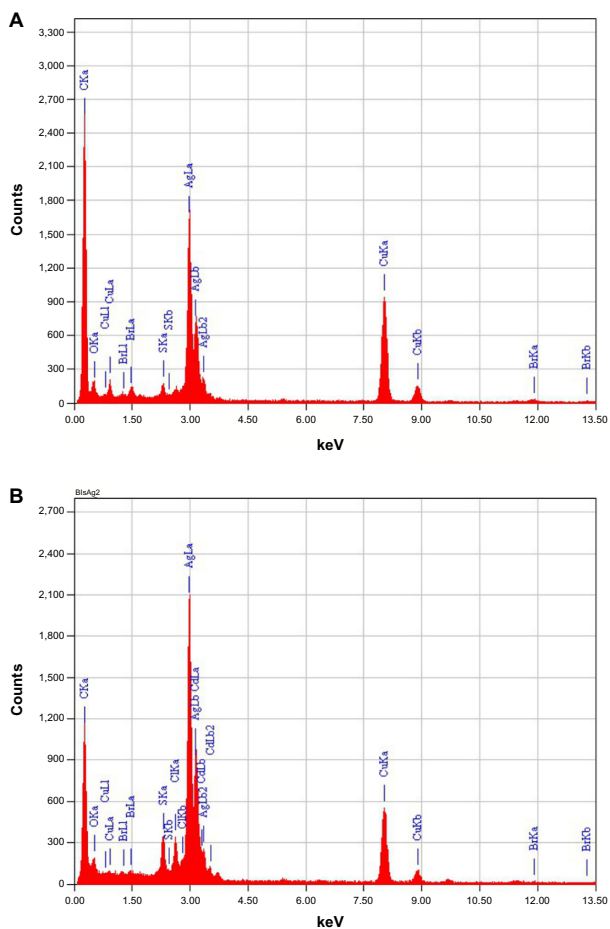 A
3,300
3,000
2,700
2,400
2,100
1,800
1,500
1,200
900
600
300
0
Counts
CKa
OKa
CuLl
CuLa
BrLl
BrLa
SKa
SKb
AgLa
AgLb
AgLb2
CuKa
CuKb
BrKa
BrKb
0.00 1.50 3.00 4.50 6.00 7.50 9.00 10.50 12.00 13.50
keV
B
BIsAg2
2,700
2,400
2,100
1,800
1,500
1,200
900
600
300
0
Counts
CKa
OKa
CuLl
CuLa
BrLl
BrLa
SKa
SKb
ClKa
ClKb
AgLa
AgLb CdLa
AgLb2 CdLb
CdLb2
CuKa
CuKb
BrKa
BrKb
0.00 1.50 3.00 4.50 6.00 7.50 9.00 10.50 12.00 13.50
keV